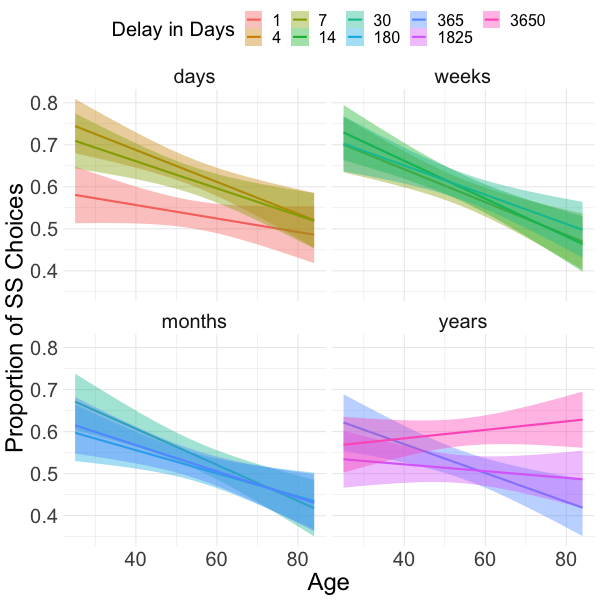 Delay in Days 1 7 30 365 3650
4 14 180 1825
days weeks
0.8
0.7
0.6
0.5
0.4
months years
0.8
0.7
0.6
0.5
0.4
40 60 80 40 60 80
Age
Proportion of SS Choices